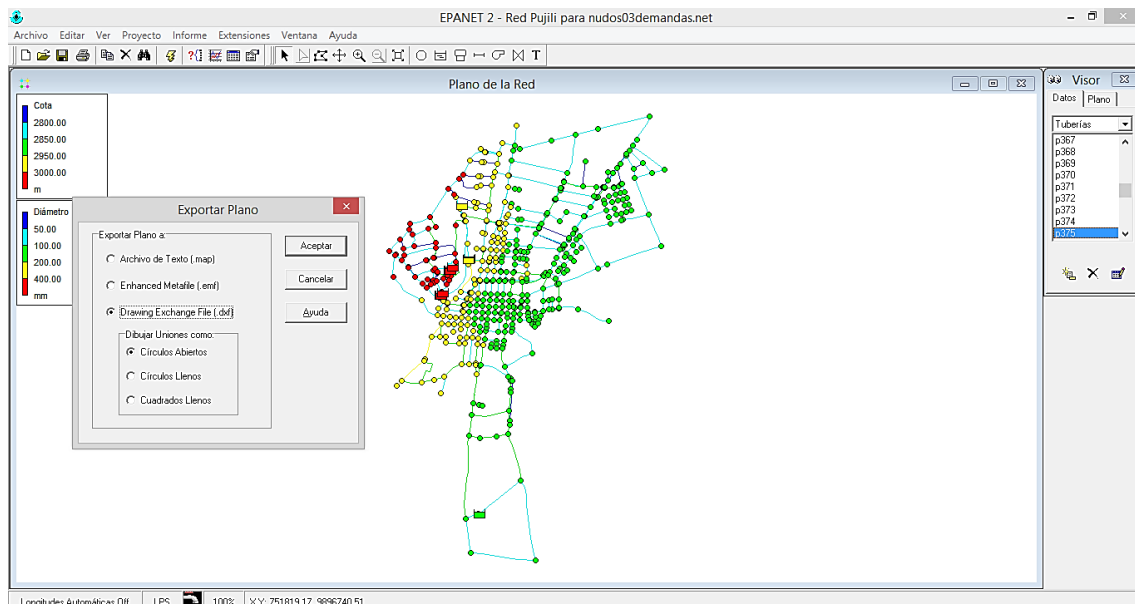 EPANET 2 - Red Pujili para nudos03demandas.net
Archivo Editar Ver Proyecto Informe Extensiones Ventana Ayuda
T
Plano de la Red
Cota
2800.00
2850.00
2950.00
3000.00
m
Diámetro
50.00
100.00
200.00
400.00
mm
Exportar Plano
Exportar Plano a:
Archivo de Texto (.map)
Enhanced Metafile (.emf)
Drawing Exchange File (.dxf)
Dibujar Uniones como:
Círculos Abiertos
Círculos Llenos
Cuadrados Llenos
Aceptar
Cancelar
Ayuda
Visor
Datos Plano
Tuberías
p367
p368
p369
p370
p371
p372
p373
p374
p375
Longitudes Automáticas Off LPS 100% X,Y: 751819.17, 9896740.51